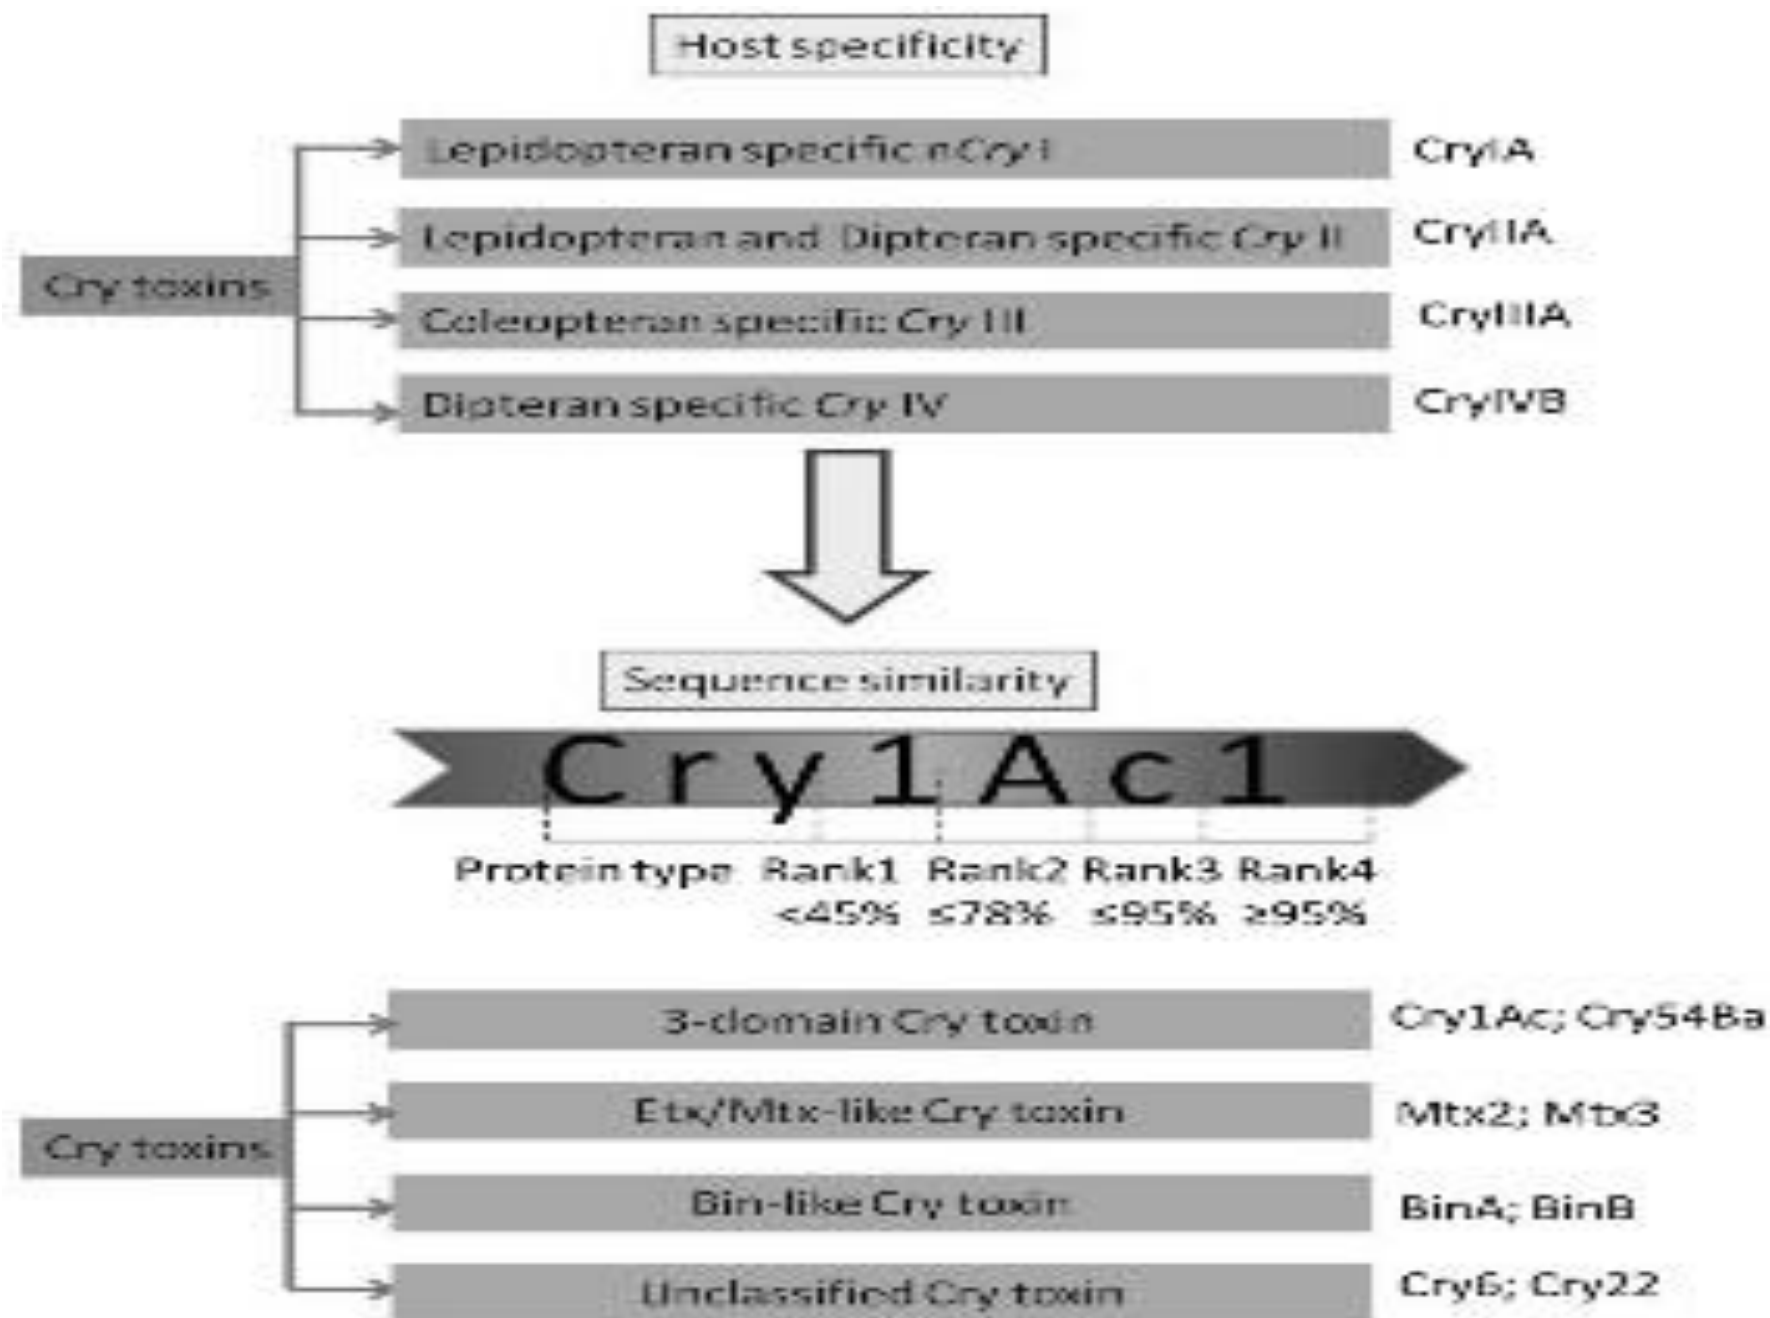 Host specificity
Lepidopteran specific nCry I CryIA
Lepidopteran and Dipteran specific Cry II CryIIA
Cry toxins
Coleopteran specific Cry III CryIIIA
Dipteran specific Cry IV CryIVB
Sequence similarity
Cry1Ac1
Protein type Rank1 Rank2 Rank3 Rank4
<45% ≤78% ≤95% ≥95%
3-domain Cry toxin Cry1Ac; Cry54Ba
Etx/Mtx-like Cry toxin Mtx2; Mtx3
Cry toxins
Bin-like Cry toxin BinA; BinB
Unclassified Cry toxin Cry6; Cry22